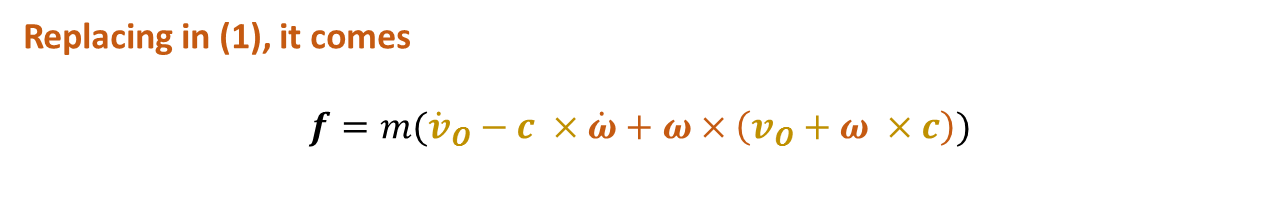 Replacing in (1), it comes
𝒇 = m(𝒗̇_𝑶 − 𝒄 × 𝝎̇ + 𝝎 × (𝒗_𝑶 + 𝝎 × 𝒄))